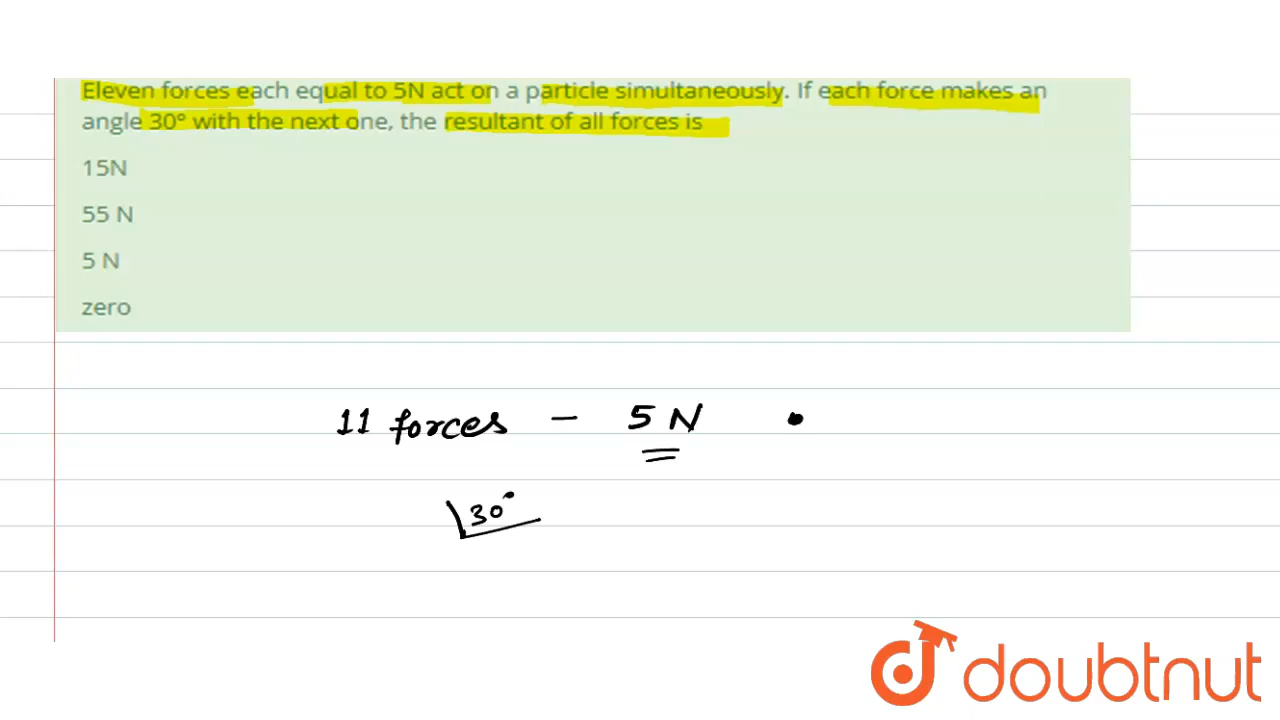 Eleven forces each equal to 5N act on a particle simultaneously. If each force makes an
angle 30° with the next one, the resultant of all forces is
15N
55 N
5 N
zero
11 forces - 5 N
30°
doubtnut